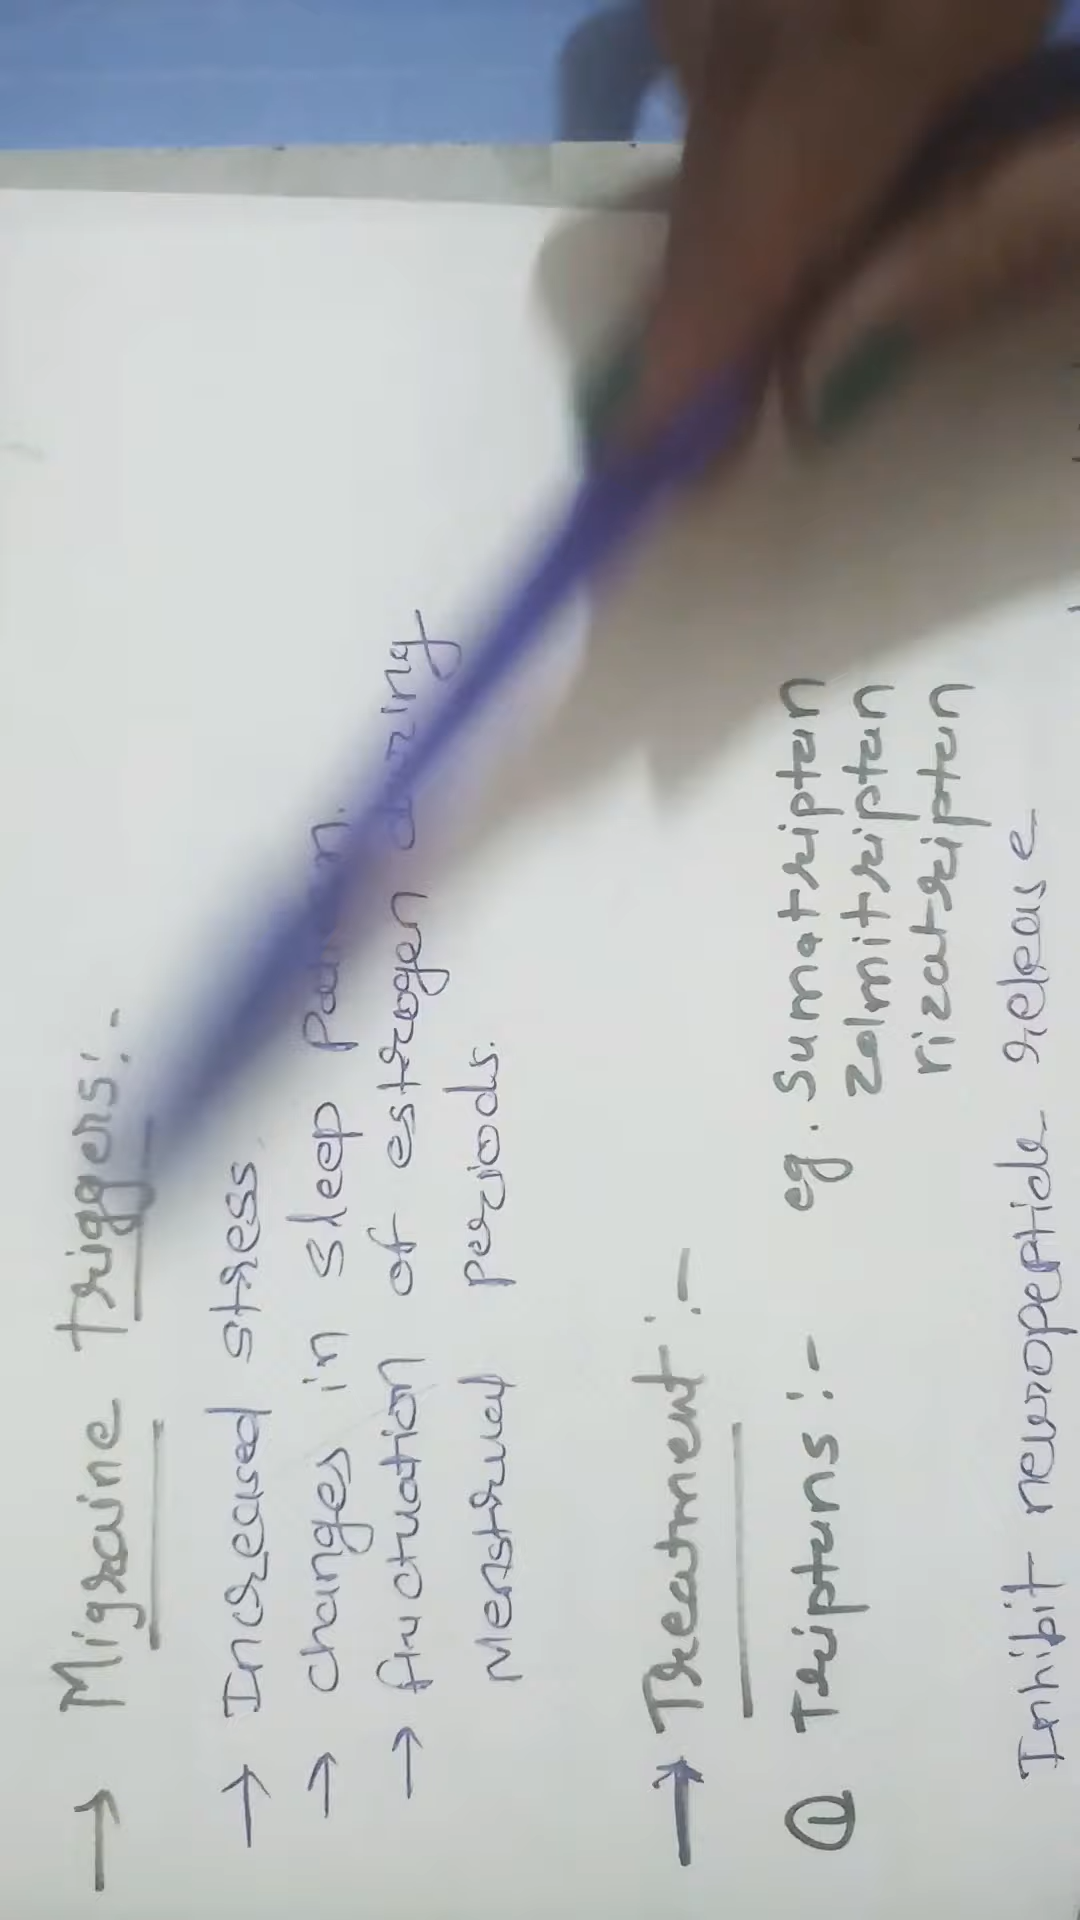 → Migraine triggers:-
→ Increased stress.
→ changes in sleep
→ fluctuation of estrogen during
Menstrual periods.
→ Treatment :-
① Triptans :- eg. Sumatriptan
zolmitriptan
rizatriptan
Inhibit neuropeptide release